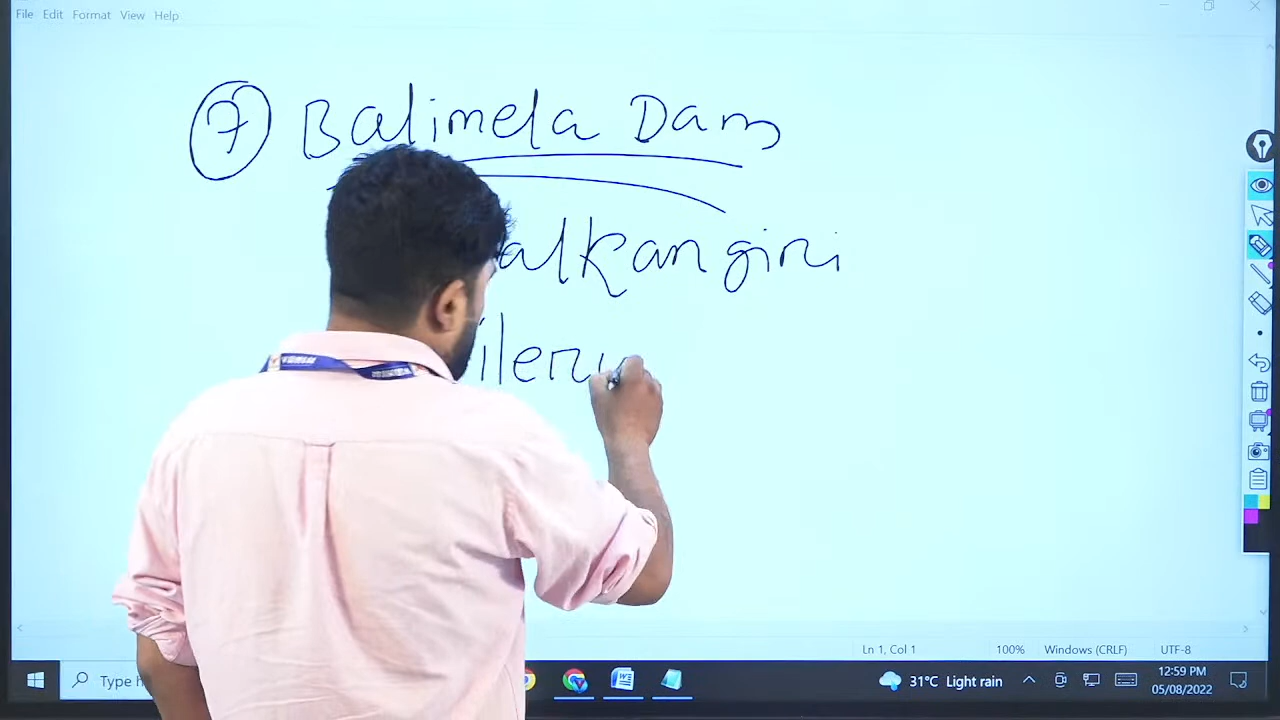 File Edit Format View Help
7 Balimela Dam
alkangiri
ileru
Ln 1, Col 1 100% Windows (CRLF) UTF-8
Type h
31°C Light rain
12:59 PM
05/08/2022